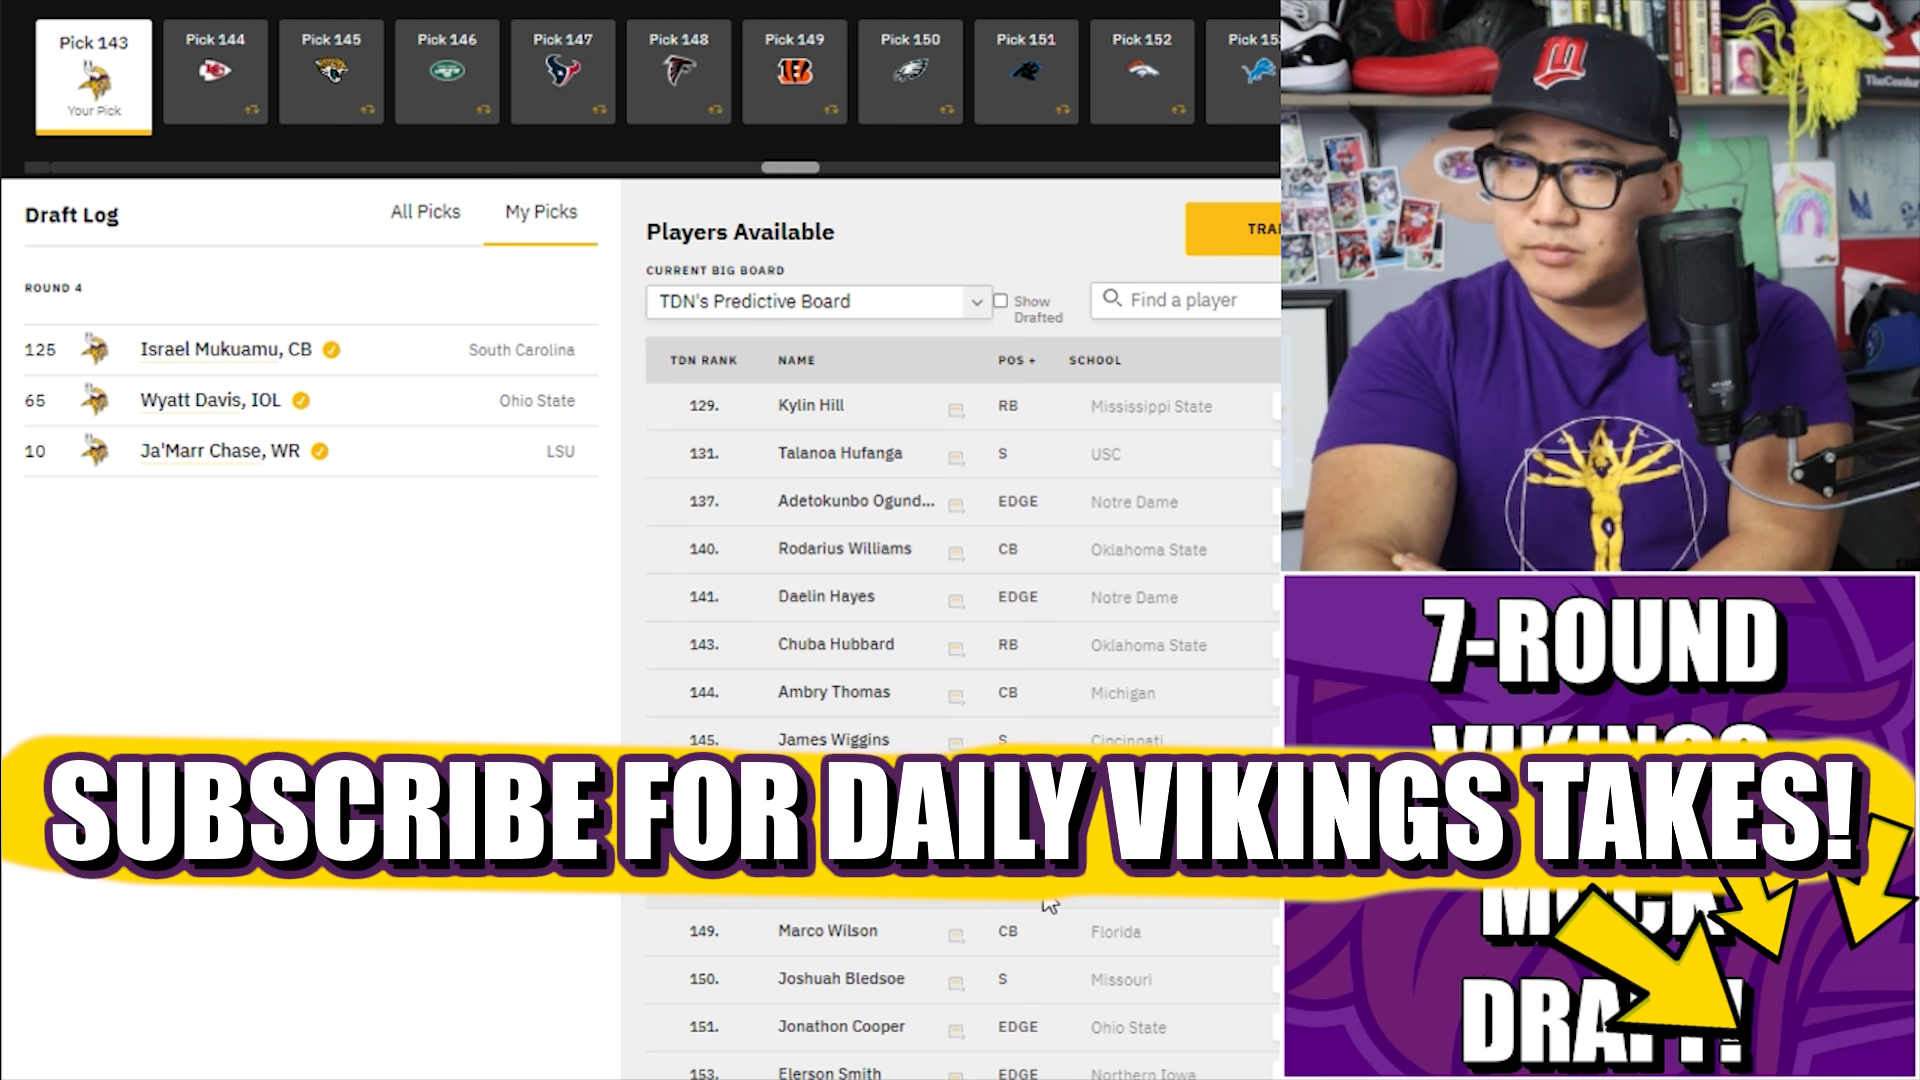 Pick 143
Your Pick
Pick 144
Pick 145
Pick 146
Pick 147
Pick 148
Pick 149
Pick 150
Pick 151
Pick 152
Draft Log
All Picks
My Picks
ROUND 4
125 Israel Mukuamu, CB South Carolina
65 Wyatt Davis, IOL Ohio State
10 Ja'Marr Chase, WR LSU
Players Available
CURRENT BIG BOARD
TDN's Predictive Board
Show
Drafted
Find a player
TDN RANK NAME POS + SCHOOL
129. Kylin Hill RB Mississippi State
131. Talanoa Hufanga S USC
137. Adetokunbo Ogund... EDGE Notre Dame
140. Rodarius Williams CB Oklahoma State
141. Daelin Hayes EDGE Notre Dame
143. Chuba Hubbard RB Oklahoma State
144. Ambry Thomas CB Michigan
145. James Wiggins S Cincinnati
149. Marco Wilson CB Florida
150. Joshuah Bledsoe S Missouri
151. Jonathon Cooper EDGE Ohio State
153. Elerson Smith EDGE Northern Iowa
7-ROUND
VIKINGS
MOCK
DRAFT!
SUBSCRIBE FOR DAILY VIKINGS TAKES!